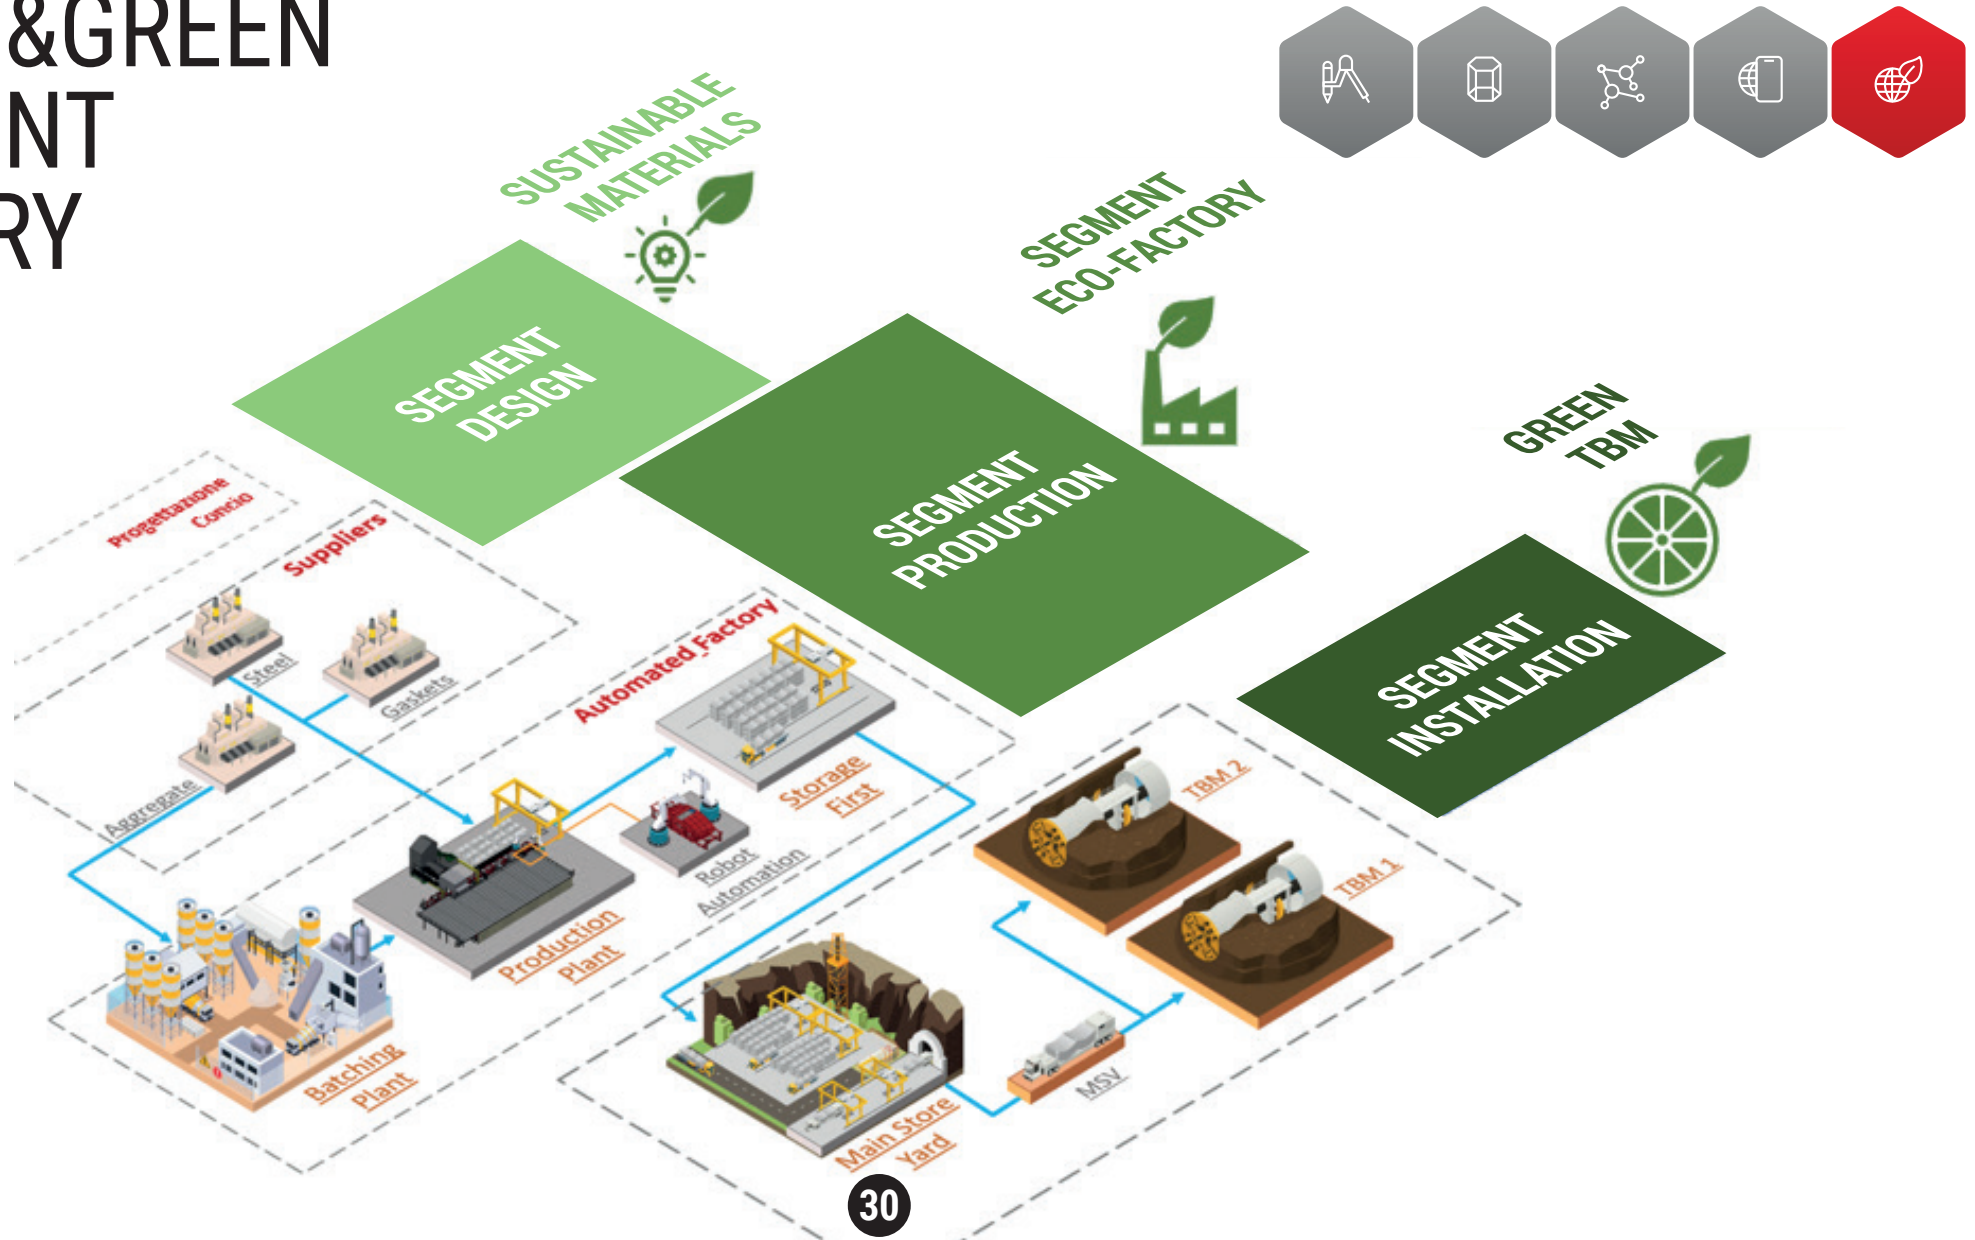 &GREEN
NT
RY
SUSTAINABLE
MATERIALS
SEGMENT
ECO-FACTORY
GREEN
TBM
SEGMENT
DESIGN
SEGMENT
PRODUCTION
SEGMENT
INSTALLATION
Progettazione
Concio
Suppliers
Steel
Gaskets
Aggregate
Automated_Factory
Storage
First
Robot
Automation
Production
Plant
Batching
Plant
TBM 2
TBM 1
MSV
Main Store
Yard
30